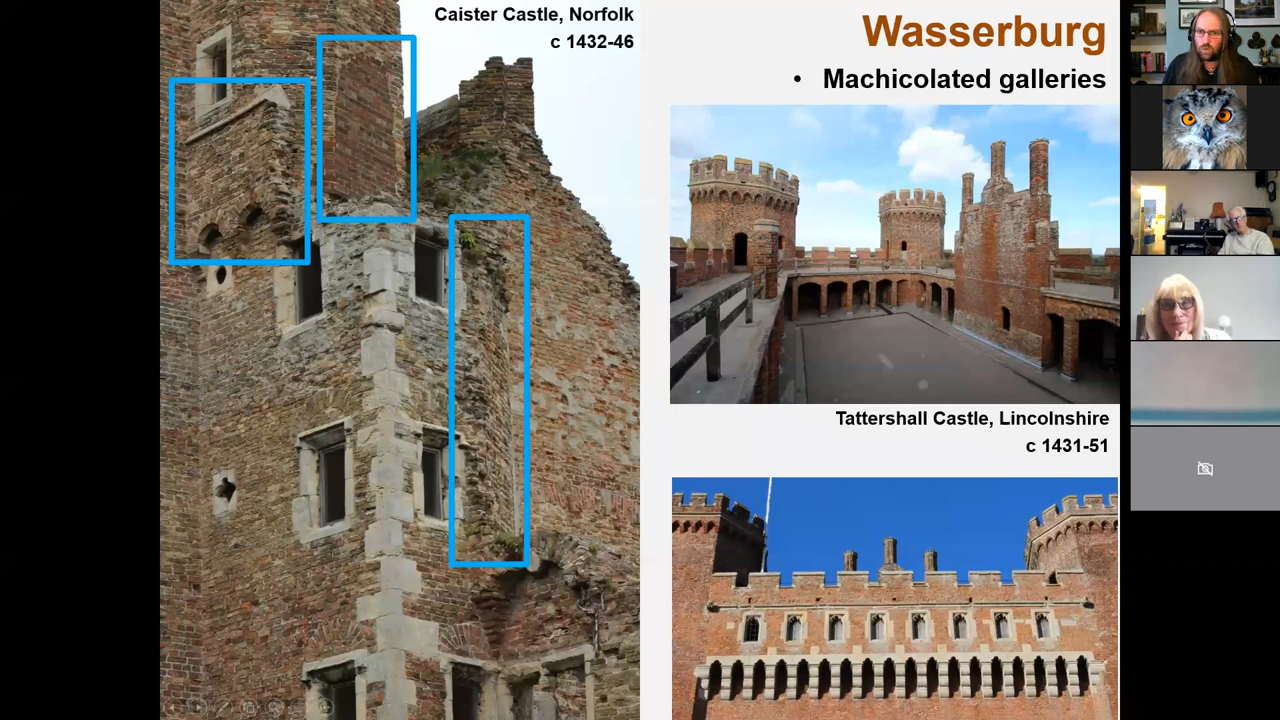 Caister Castle, Norfolk
c 1432-46
Wasserburg
• Machicolated galleries
Tattershall Castle, Lincolnshire
c 1431-51